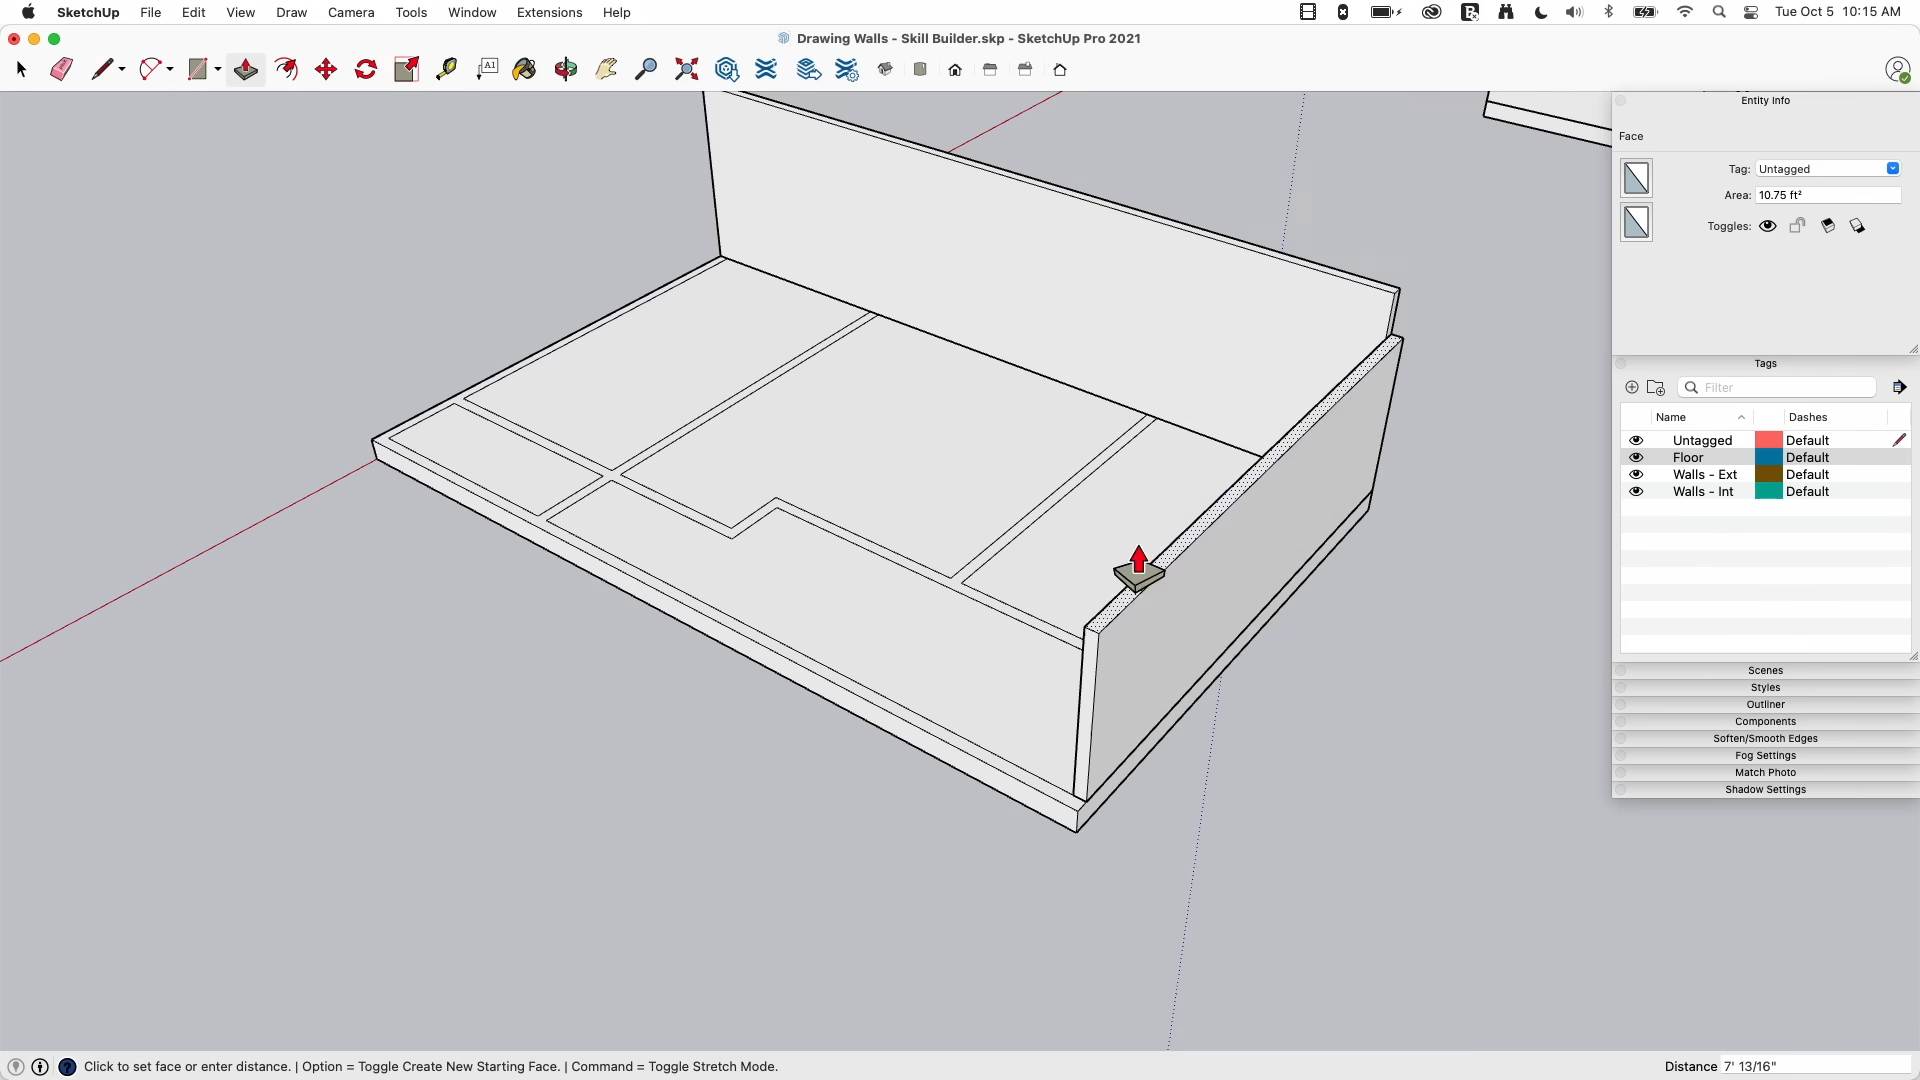 SketchUp File Edit View Draw Camera Tools Window Extensions Help Tue Oct 5 10:15 AM
Drawing Walls - Skill Builder.skp - SketchUp Pro 2021
A1
Entity Info
Face
Tag: Untagged
Area: 10.75 ft²
Toggles:
Tags
Filter
Name Dashes
Untagged Default
Floor Default
Walls - Ext Default
Walls - Int Default
Scenes
Styles
Outliner
Components
Soften/Smooth Edges
Fog Settings
Match Photo
Shadow Settings
Click to set face or enter distance. | Option = Toggle Create New Starting Face. | Command = Toggle Stretch Mode. Distance 7' 13/16"